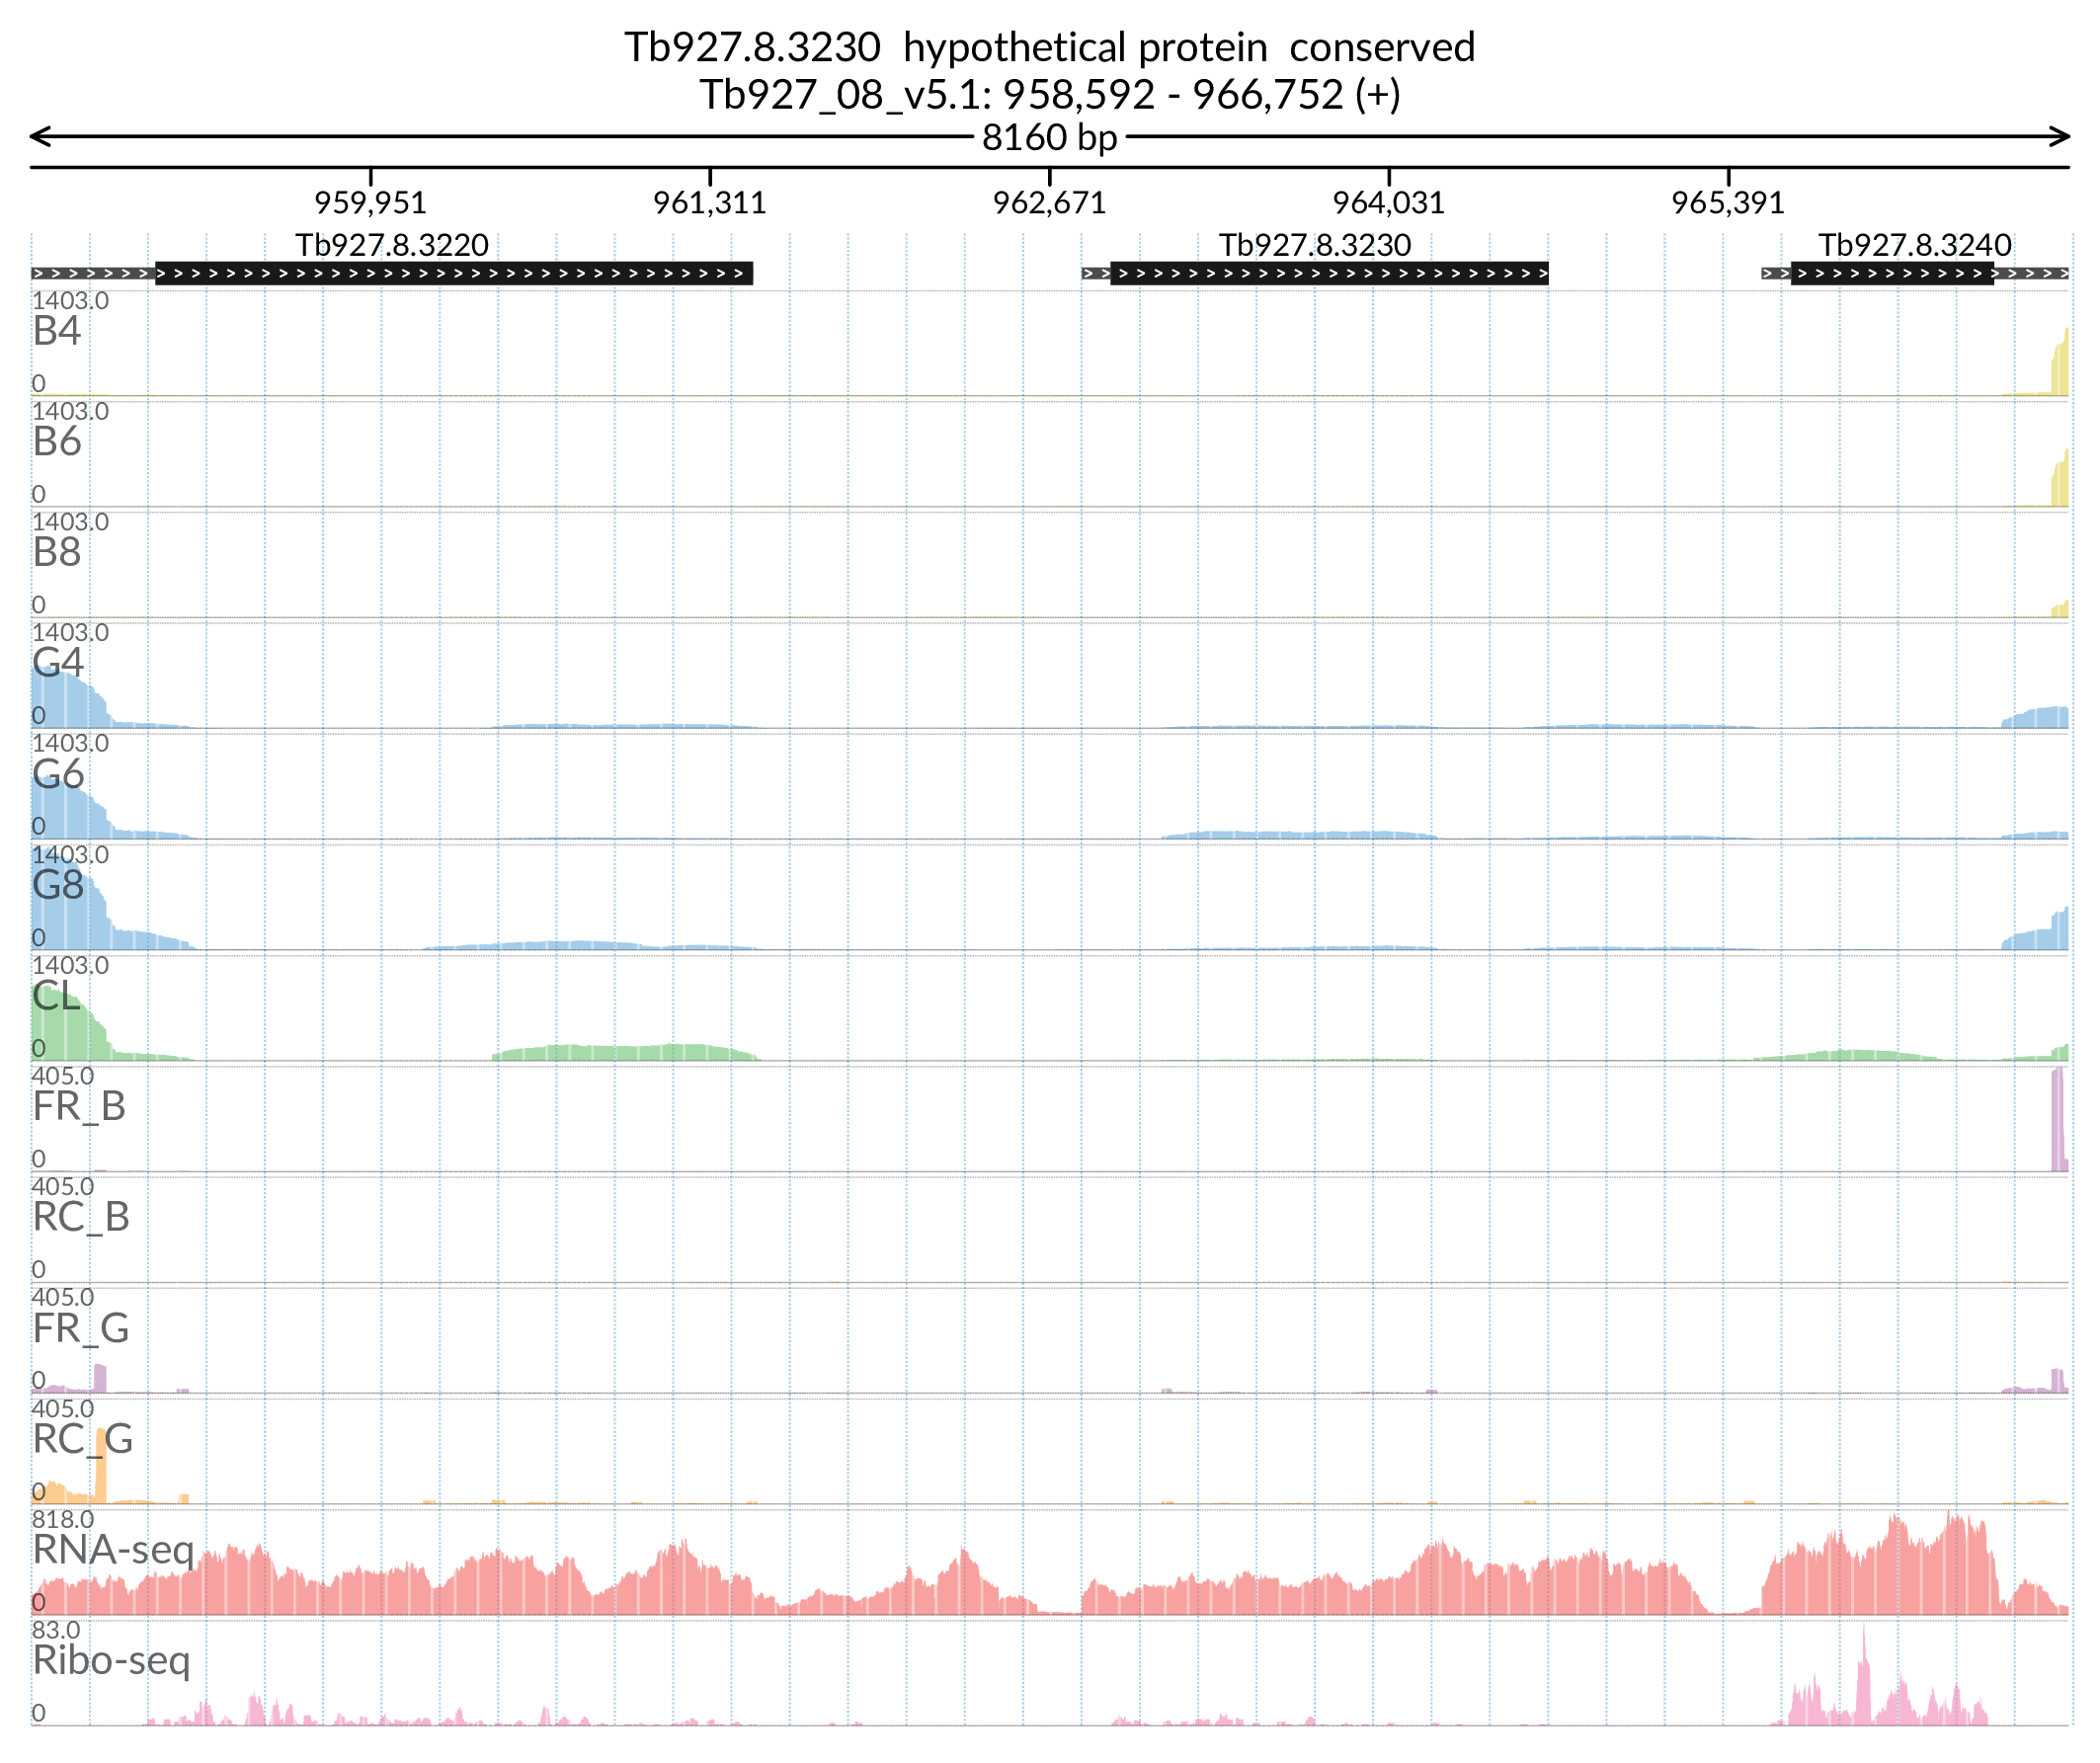 Tb927.8.3230  hypothetical protein  conserved
Tb927_08_v5.1: 958,592 - 966,752 (+)
8160 bp
959,951 961,311 962,671 964,031 965,391
Tb927.8.3220 Tb927.8.3230 Tb927.8.3240
1403.0
B4
0
1403.0
B6
0
1403.0
B8
0
1403.0
G4
0
1403.0
G6
0
1403.0
G8
0
1403.0
CL
0
405.0
FR_B
0
405.0
RC_B
0
405.0
FR_G
0
405.0
RC_G
0
818.0
RNA-seq
0
83.0
Ribo-seq
0